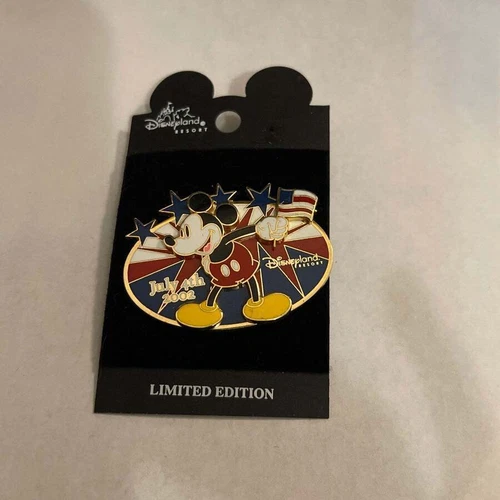 Disneyland
RESORT
July 4th
2002
Disneyland
RESORT
LIMITED EDITION